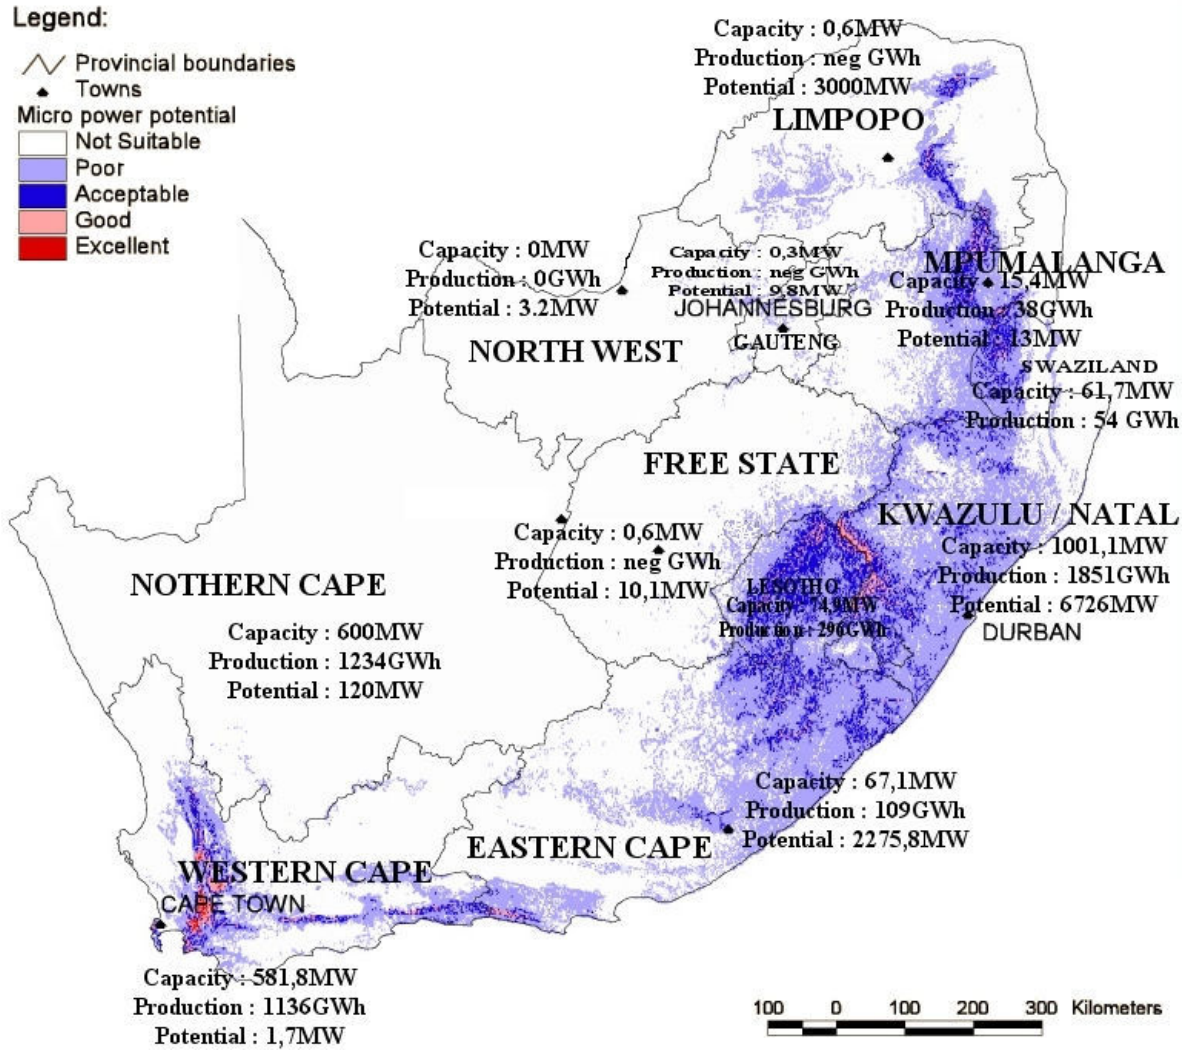 Legend:
Provincial boundaries
Towns
Micro power potential
Not Suitable
Poor
Acceptable
Good
Excellent
Capacity : 0,6MW
Production : neg GWh
Potential : 3000MW
LIMPOPO
Capacity : 0MW
Production : 0GWh
Potential : 3.2MW
NORTH WEST
Capacity : 0,3MW
Production : neg GWh
Potential : 9,8MW
JOHANNESBURG
GAUTENG
MPUMALANGA
Capacity : 15,4MW
Production : 38GWh
Potential : 13MW
SWAZILAND
Capacity : 61,7MW
Production : 54 GWh
FREE STATE
Capacity : 0,6MW
Production : neg GWh
Potential : 10,1MW
KWAZULU / NATAL
Capacity : 1001,1MW
Production : 1851GWh
Potential : 6726MW
DURBAN
LESOTHO
Capacity : 74,9MW
Production : 296GWh
NOTHERN CAPE
Capacity : 600MW
Production : 1234GWh
Potential : 120MW
Capacity : 67,1MW
Production : 109GWh
Potential : 2275,8MW
EASTERN CAPE
WESTERN CAPE
CAPE TOWN
Capacity : 581,8MW
Production : 1136GWh
Potential : 1,7MW
100 0 100 200 300 Kilometers